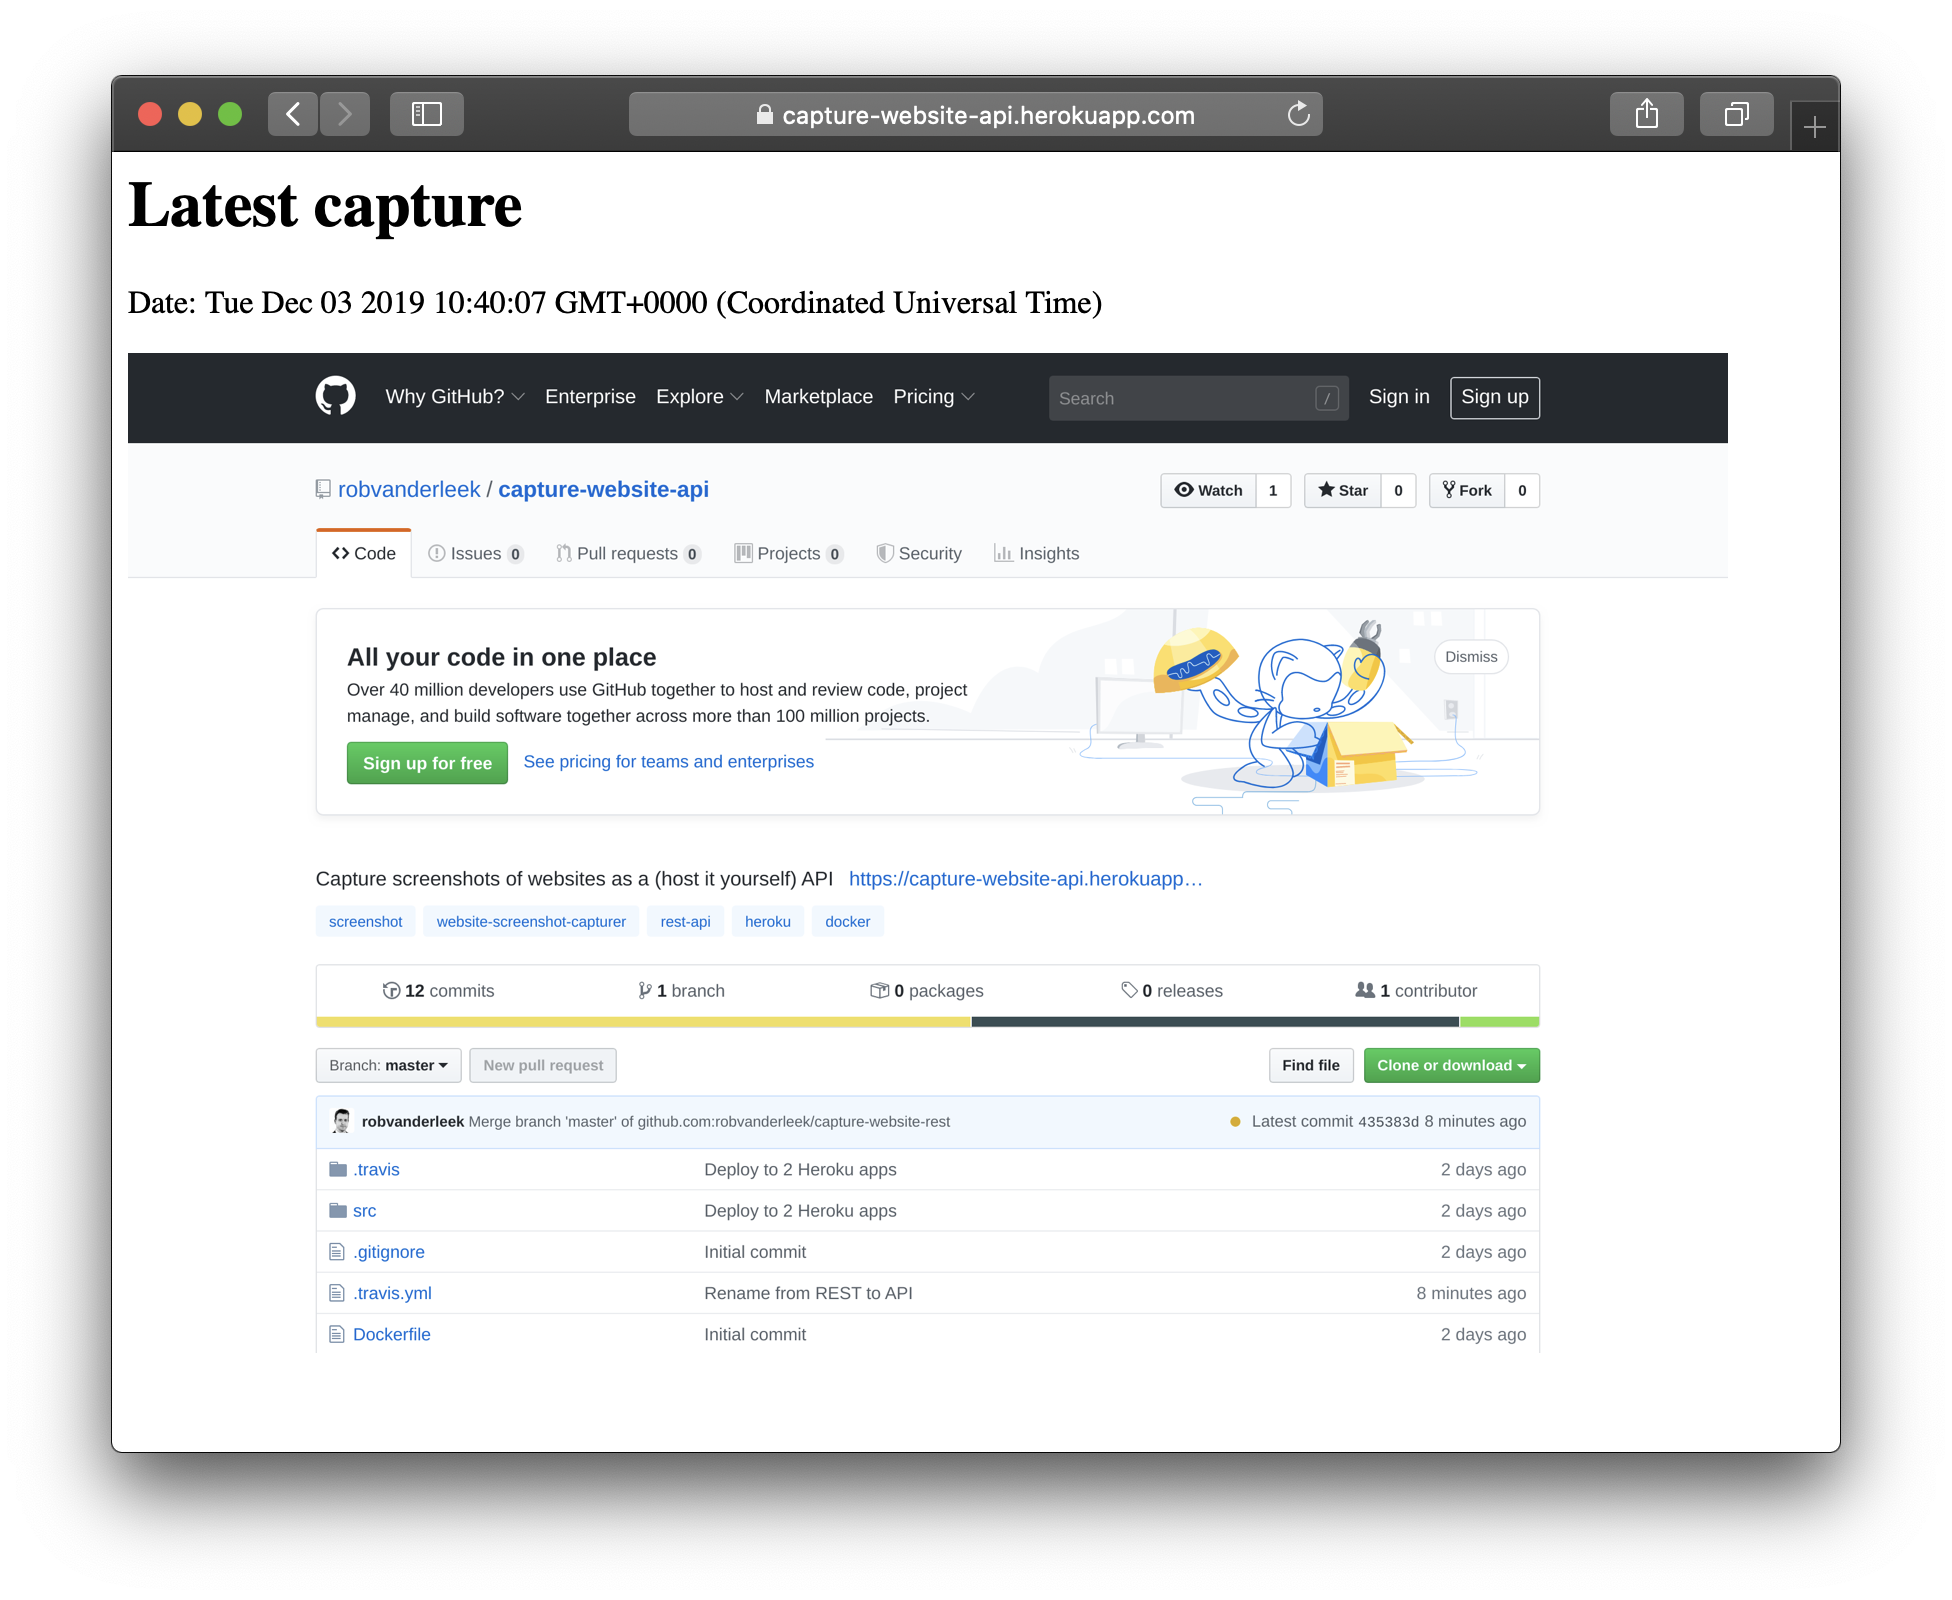 capture-website-api.herokuapp.com
Latest capture
Date: Tue Dec 03 2019 10:40:07 GMT+0000 (Coordinated Universal Time)
Why GitHub? Enterprise Explore Marketplace Pricing Search / Sign in Sign up
robvanderleek / capture-website-api Watch 1 Star 0 Fork 0
Code Issues 0 Pull requests 0 Projects 0 Security Insights
All your code in one place
Dismiss
Over 40 million developers use GitHub together to host and review code, project
manage, and build software together across more than 100 million projects.
Sign up for free See pricing for teams and enterprises
Capture screenshots of websites as a (host it yourself) API https://capture-website-api.herokuapp…
screenshot website-screenshot-capturer rest-api heroku docker
12 commits 1 branch 0 packages 0 releases 1 contributor
Branch: master New pull request Find file Clone or download
robvanderleek Merge branch 'master' of github.com:robvanderleek/capture-website-rest Latest commit 435383d 8 minutes ago
.travis Deploy to 2 Heroku apps 2 days ago
src Deploy to 2 Heroku apps 2 days ago
.gitignore Initial commit 2 days ago
.travis.yml Rename from REST to API 8 minutes ago
Dockerfile Initial commit 2 days ago